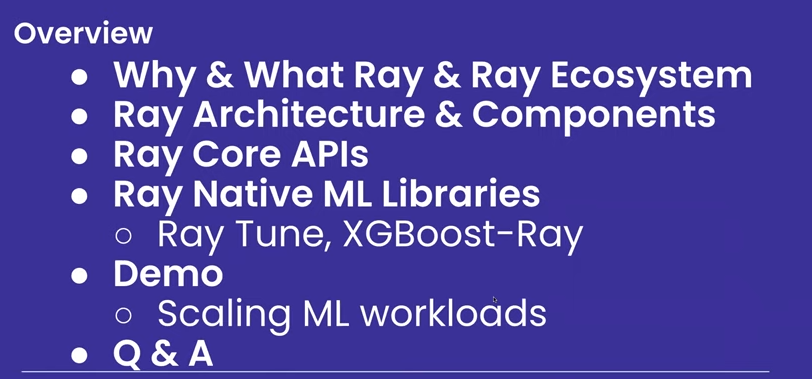 Overview
● Why & What Ray & Ray Ecosystem
● Ray Architecture & Components
● Ray Core APIs
● Ray Native ML Libraries
○ Ray Tune, XGBoost-Ray
● Demo
○ Scaling ML workloads
● Q & A